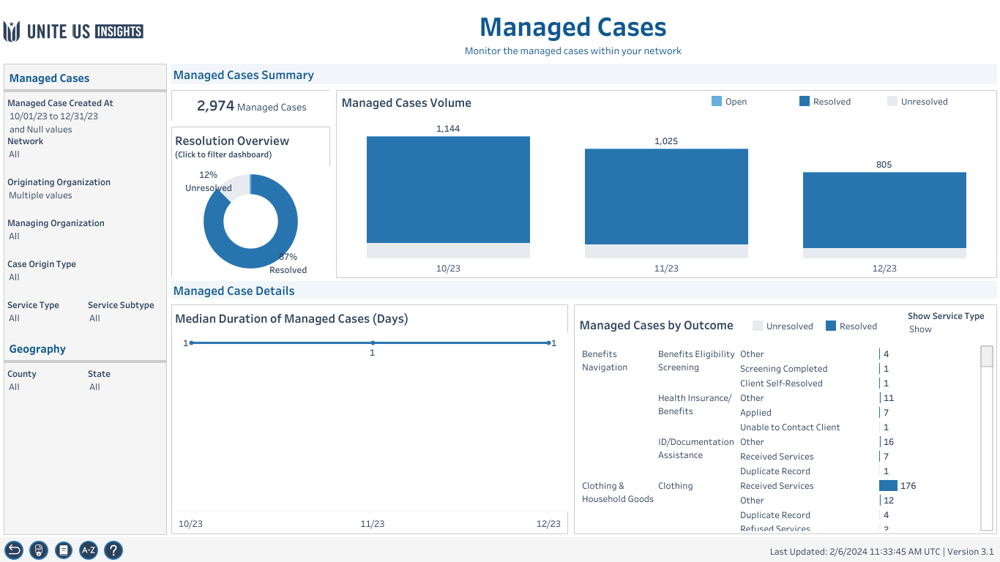 UNITE US INSIGHTS
Managed Cases
Monitor the managed cases within your network
Managed Cases
Managed Case Created At
10/01/23 to 12/31/23
and Null values
Network
All
Originating Organization
Multiple values
Managing Organization
All
Case Origin Type
All
Service Type Service Subtype
All All
Geography
County State
All All
Managed Cases Summary
2,974 Managed Cases
Resolution Overview
(Click to filter dashboard)
12%
Unresolved
87%
Resolved
Managed Cases Volume
Open Resolved Unresolved
1,144
1,025
805
10/23 11/23 12/23
Managed Case Details
Median Duration of Managed Cases (Days)
1 1
1
10/23 11/23 12/23
Managed Cases by Outcome
Unresolved Resolved
Show Service Type
Show
Benefits Benefits Eligibility Other 4
Navigation Screening Screening Completed 1
Client Self-Resolved 1
Health Insurance/ Other 11
Benefits Applied 7
Unable to Contact Client 1
ID/Documentation Other 16
Assistance Received Services 7
Duplicate Record 1
Clothing & Clothing Received Services 176
Household Goods Other 12
Duplicate Record 4
Refused Services 2
A-Z ?
Last Updated: 2/6/2024 11:33:45 AM UTC | Version 3.1